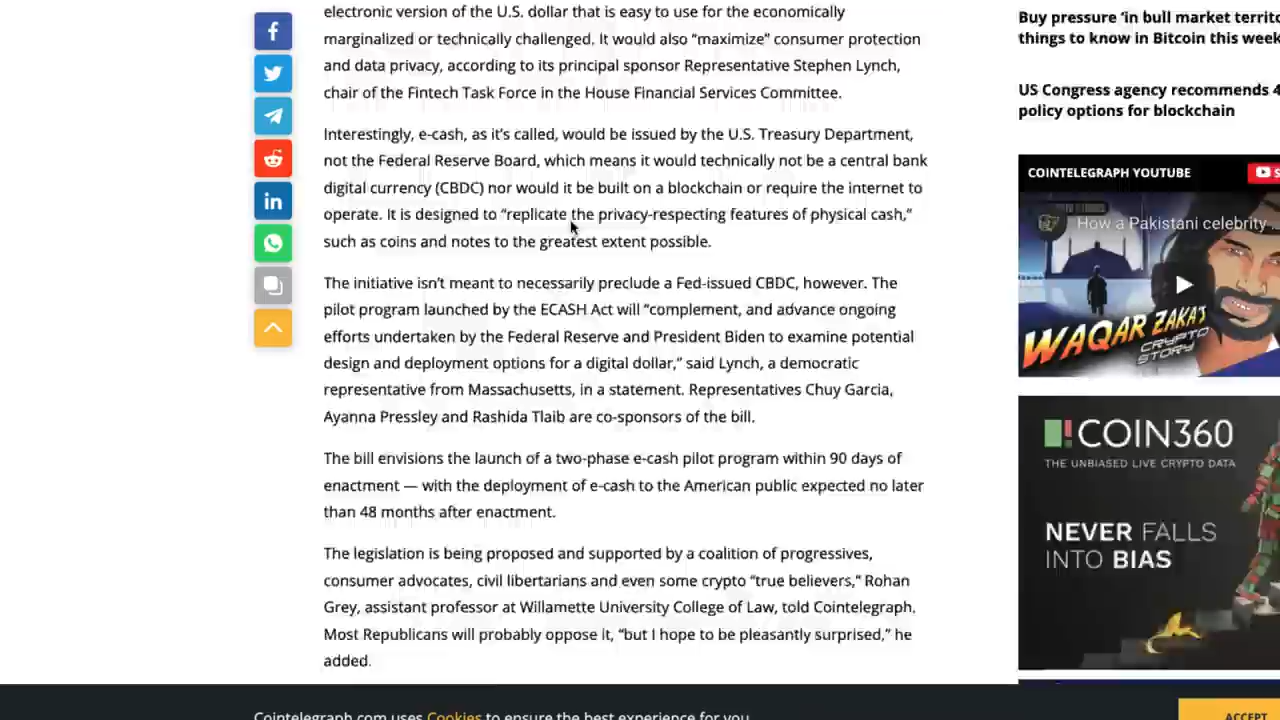 electronic version of the U.S. dollar that is easy to use for the economically
marginalized or technically challenged. It would also “maximize” consumer protection
and data privacy, according to its principal sponsor Representative Stephen Lynch,
chair of the Fintech Task Force in the House Financial Services Committee.
Interestingly, e-cash, as it’s called, would be issued by the U.S. Treasury Department,
not the Federal Reserve Board, which means it would technically not be a central bank
digital currency (CBDC) nor would it be built on a blockchain or require the internet to
operate. It is designed to “replicate the privacy-respecting features of physical cash,”
such as coins and notes to the greatest extent possible.
The initiative isn’t meant to necessarily preclude a Fed-issued CBDC, however. The
pilot program launched by the ECASH Act will “complement, and advance ongoing
efforts undertaken by the Federal Reserve and President Biden to examine potential
design and deployment options for a digital dollar,” said Lynch, a democratic
representative from Massachusetts, in a statement. Representatives Chuy Garcia,
Ayanna Pressley and Rashida Tlaib are co-sponsors of the bill.
The bill envisions the launch of a two-phase e-cash pilot program within 90 days of
enactment — with the deployment of e-cash to the American public expected no later
than 48 months after enactment.
The legislation is being proposed and supported by a coalition of progressives,
consumer advocates, civil libertarians and even some crypto “true believers,” Rohan
Grey, assistant professor at Willamette University College of Law, told Cointelegraph.
Most Republicans will probably oppose it, “but I hope to be pleasantly surprised,” he
added.
Buy pressure ‘in bull market territo
things to know in Bitcoin this week
US Congress agency recommends 4
policy options for blockchain
COINTELEGRAPH YOUTUBE
How a Pakistani celebrity ...
WAQAR ZAKA'S
CRYPTO
STORY
COIN360
THE UNBIASED LIVE CRYPTO DATA
NEVER FALLS
INTO BIAS
Cointelegraph.com uses Cookies to ensure the best experience for you
ACCEPT